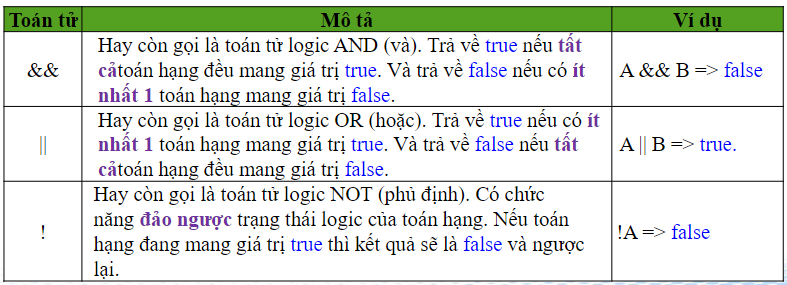 Toán tử Mô tả Ví dụ
&& Hay còn gọi là toán tử logic AND (và). Trả về true nếu tất
cảtoán hạng đều mang giá trị true. Và trả về false nếu có ít
nhất 1 toán hạng mang giá trị false.
A && B => false
|| Hay còn gọi là toán tử logic OR (hoặc). Trả về true nếu có ít
nhất 1 toán hạng mang giá trị true. Và trả về false nếu tất
cảtoán hạng đều mang giá trị false.
A || B => true.
! Hay còn gọi là toán tử logic NOT (phủ định). Có chức
năng đảo ngược trạng thái logic của toán hạng. Nếu toán
hạng đang mang giá trị true thì kết quả sẽ là false và ngược
lại.
!A => false